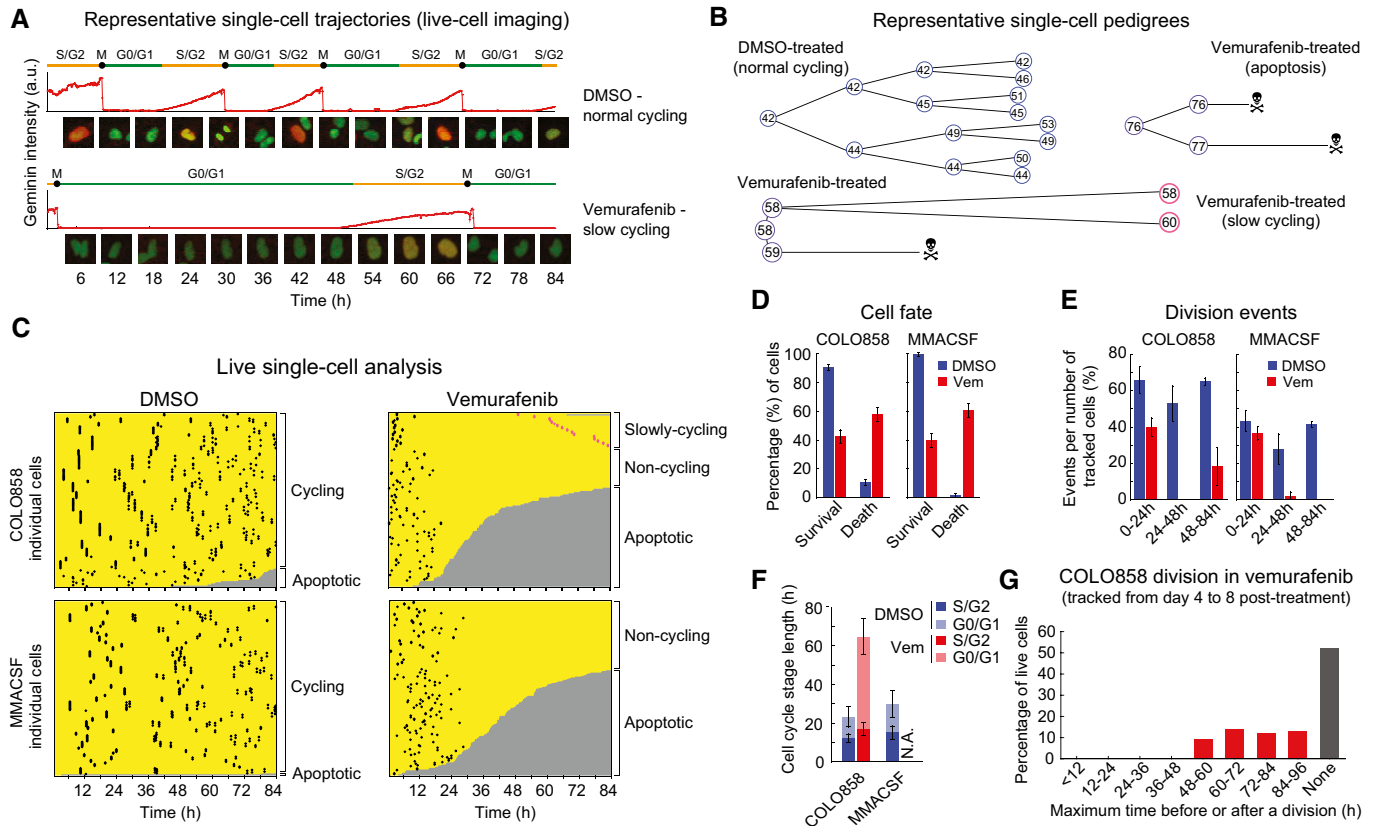 A
Representative single-cell trajectories (live-cell imaging)
S/G2 M G0/G1 S/G2 M G0/G1 S/G2 M G0/G1 S/G2 M G0/G1 S/G2
DMSO -
normal cycling
M G0/G1 S/G2 M G0/G1
Vemurafenib -
slow cycling
Geminin intensity (a.u.)
6 12 18 24 30 36 42 48 54 60 66 72 78 84
Time (h)
B
Representative single-cell pedigrees
DMSO-treated
(normal cycling)
42
42
44
42
45
49
44
42
46
51
45
53
49
50
44
Vemurafenib-treated
(apoptosis)
76
76
77
Vemurafenib-treated
58
58
59
58
60
Vemurafenib-treated
(slow cycling)
C
Live single-cell analysis
DMSO
Vemurafenib
COLO858
individual cells
Cycling
Apoptotic
Slowly-cycling
Non-cycling
Apoptotic
MMACSF
individual cells
Cycling
Apoptotic
Non-cycling
Apoptotic
12 24 36 48 60 72 84
Time (h)
12 24 36 48 60 72 84
Time (h)
D
Cell fate
COLO858 MMACSF
DMSO
Vem
Percentage (%) of cells
100
80
60
40
20
0
Survival Death Survival Death
E
Division events
COLO858 MMACSF
DMSO
Vem
Events per number of
tracked cells (%)
80
60
40
20
0
0-24h 24-48h 48-84h 0-24h 24-48h 48-84h
F
DMSO
S/G2
G0/G1
Vem
S/G2
G0/G1
Cell cycle stage length (h)
80
60
40
20
0
N.A.
COLO858 MMACSF
G
COLO858 division in vemurafenib
(tracked from day 4 to 8 post-treatment)
Percentage of live cells
60
50
40
30
20
10
0
<12 12-24 24-36 36-48 48-60 60-72 72-84 84-96 None
Maximum time before or after a division (h)